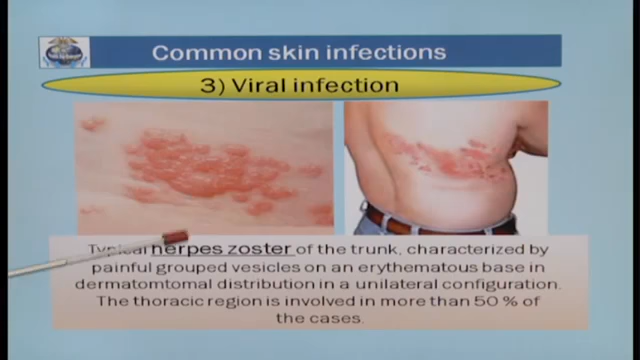 Common skin infections
3) Viral infection
Typical herpes zoster of the trunk, characterized by
painful grouped vesicles on an erythematous base in
dermatomtomal distribution in a unilateral configuration.
The thoracic region is involved in more than 50 % of
the cases.